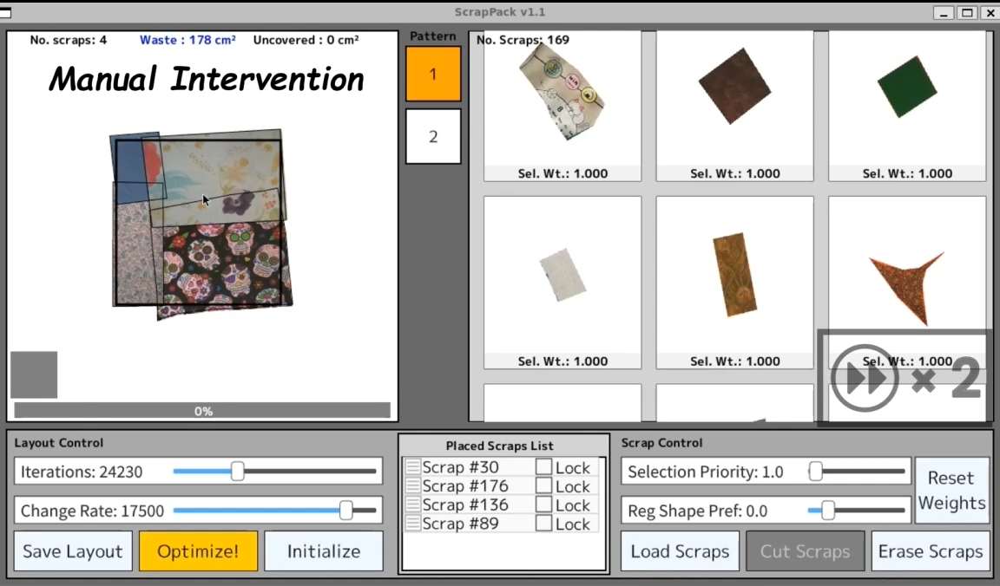 ScrapPack v1.1
No. scraps: 4 Waste : 178 cm² Uncovered : 0 cm²
Manual Intervention
0%
Pattern
1
2
No. Scraps: 169
Sel. Wt.: 1.000 Sel. Wt.: 1.000 Sel. Wt.: 1.000
Sel. Wt.: 1.000 Sel. Wt.: 1.000 Sel. Wt.: 1.000
× 2
Layout Control
Iterations: 24230
Change Rate: 17500
Save Layout Optimize! Initialize
Placed Scraps List
Scrap #30 Lock
Scrap #176 Lock
Scrap #136 Lock
Scrap #89 Lock
Scrap Control
Selection Priority: 1.0
Reg Shape Pref: 0.0
Reset
Weights
Load Scraps Cut Scraps Erase Scraps